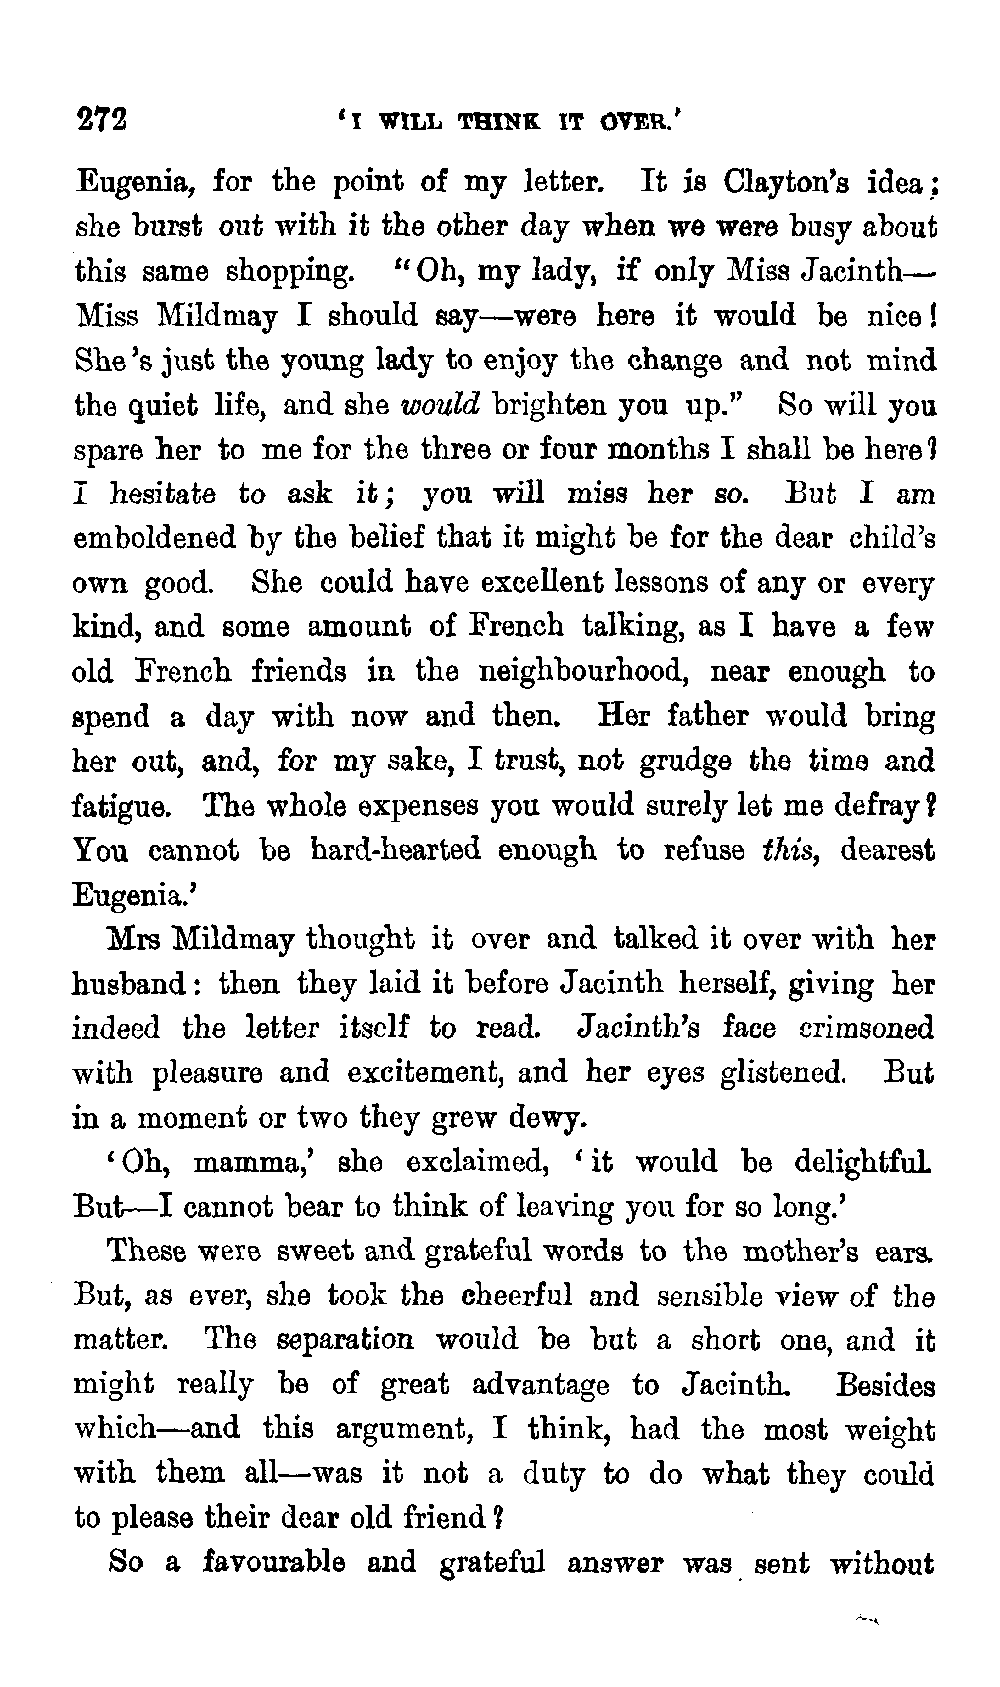 272 ‘I WILL THINK IT OVER.’
Eugenia, for the point of my letter. It is Clayton’s idea;
she burst out with it the other day when we were busy about
this same shopping. “Oh, my lady, if only Miss Jacinth—
Miss Mildmay I should say—were here it would be nice!
She’s just the young lady to enjoy the change and not mind
the quiet life, and she would brighten you up.” So will you
spare her to me for the three or four months I shall be here?
I hesitate to ask it; you will miss her so. But I am
emboldened by the belief that it might be for the dear child’s
own good. She could have excellent lessons of any or every
kind, and some amount of French talking, as I have a few
old French friends in the neighbourhood, near enough to
spend a day with now and then. Her father would bring
her out, and, for my sake, I trust, not grudge the time and
fatigue. The whole expenses you would surely let me defray?
You cannot be hard-hearted enough to refuse this, dearest
Eugenia.’
Mrs Mildmay thought it over and talked it over with her
husband: then they laid it before Jacinth herself, giving her
indeed the letter itself to read. Jacinth’s face crimsoned
with pleasure and excitement, and her eyes glistened. But
in a moment or two they grew dewy.
‘Oh, mamma,’ she exclaimed, ‘it would be delightful.
But—I cannot bear to think of leaving you for so long.’
These were sweet and grateful words to the mother’s ears.
But, as ever, she took the cheerful and sensible view of the
matter. The separation would be but a short one, and it
might really be of great advantage to Jacinth. Besides
which—and this argument, I think, had the most weight
with them all—was it not a duty to do what they could
to please their dear old friend?
So a favourable and grateful answer was sent without